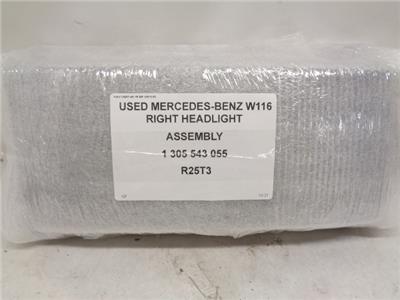 USED MERCEDES-BENZ W116
RIGHT HEADLIGHT
ASSEMBLY
1 305 543 055
R25T3